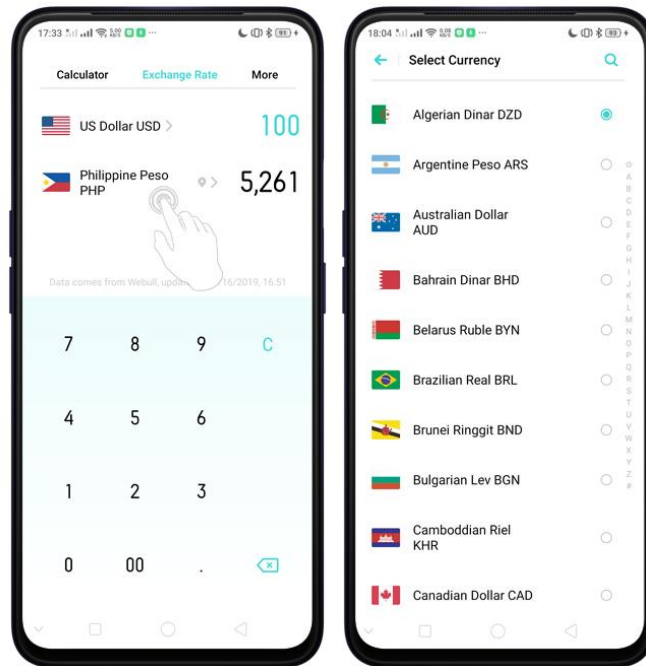 17:33
Calculator Exchange Rate More
US Dollar USD > 100
Philippine Peso
PHP > 5,261
Data comes from Webull, 16/2019, 16:51
7 8 9 C
4 5 6
1 2 3
0 00 .
18:04
Select Currency
Algerian Dinar DZD
Argentine Peso ARS
Australian Dollar
AUD
Bahrain Dinar BHD
Belarus Ruble BYN
Brazilian Real BRL
Brunei Ringgit BND
Bulgarian Lev BGN
Camboddian Riel
KHR
Canadian Dollar CAD
A
B
C
D
E
F
G
H
I
J
K
L
M
N
O
P
Q
R
S
T
U
V
W
X
Y
Z
#